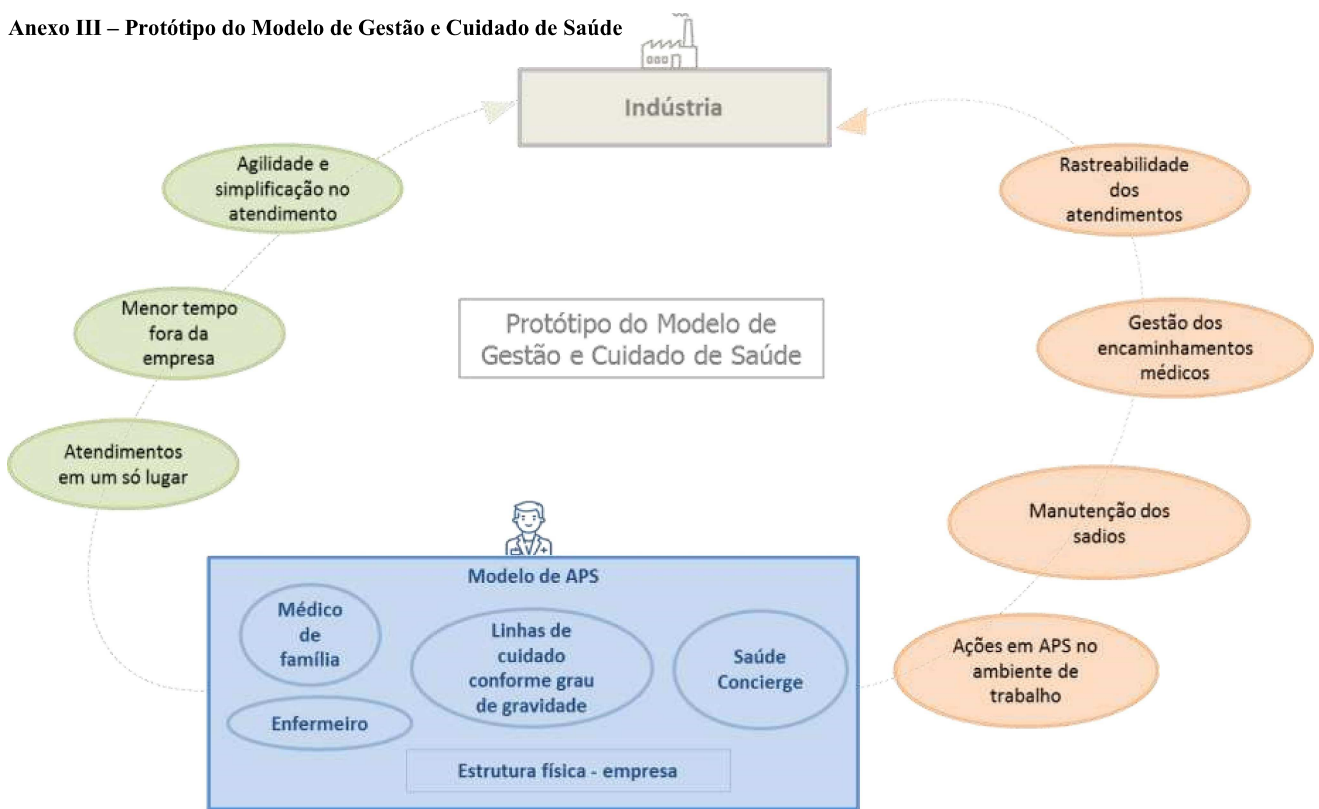 Anexo III – Protótipo do Modelo de Gestão e Cuidado de Saúde
Indústria
Agilidade e
simplificação no
atendimento
Menor tempo
fora da
empresa
Atendimentos
em um só lugar
Protótipo do Modelo de
Gestão e Cuidado de Saúde
Rastreabilidade
dos
atendimentos
Gestão dos
encaminhamentos
médicos
Manutenção dos
sadios
Ações em APS no
ambiente de
trabalho
Modelo de APS
Médico
de
família
Enfermeiro
Linhas de
cuidado
conforme grau
de gravidade
Saúde
Concierge
Estrutura física - empresa